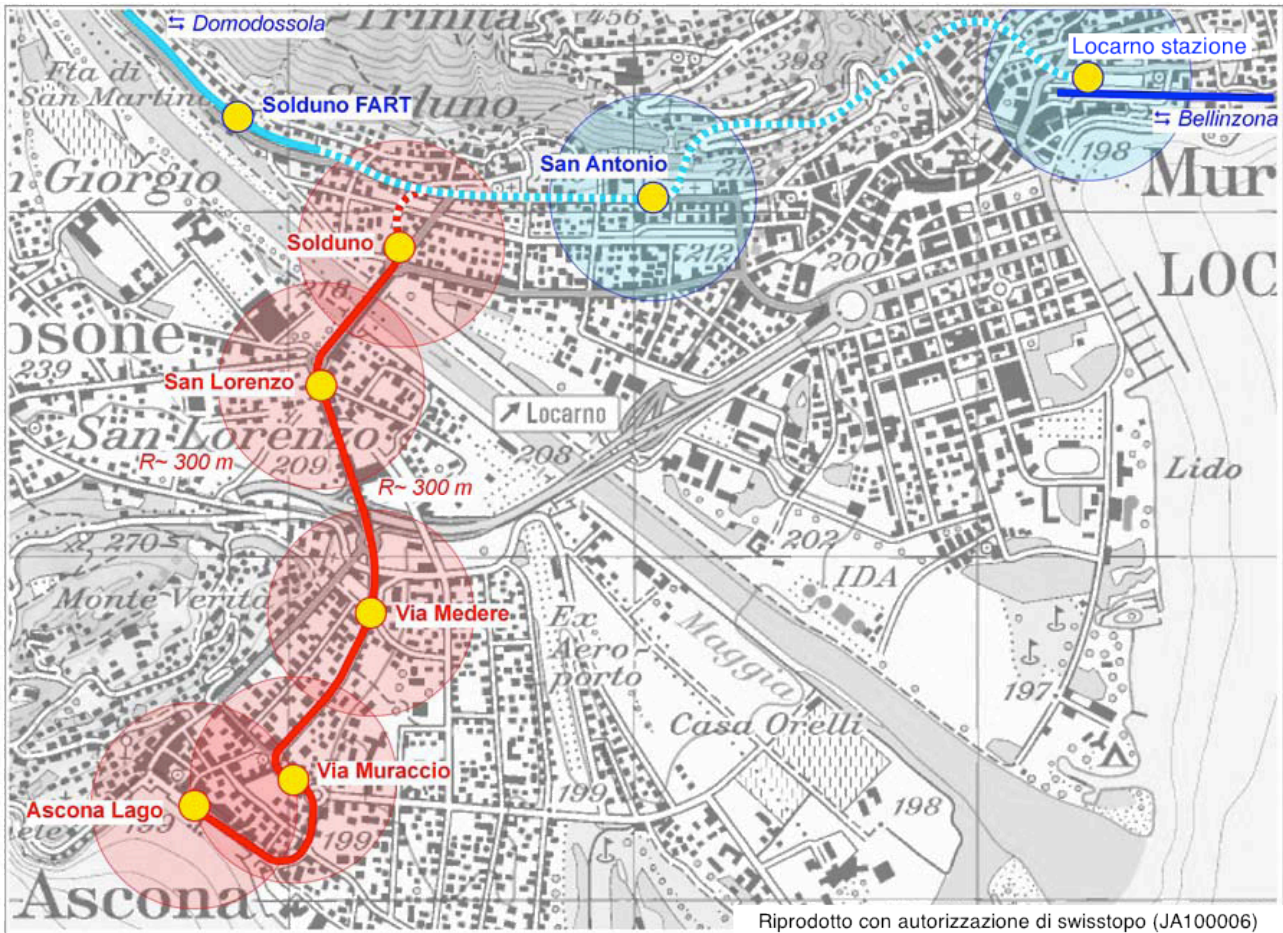 ⇆ Domodossola
Trinità
456
Locarno stazione
Fta di
San Martino
Solduno FART
Solduno
398
⇆ Bellinzona
198
Mur
San Antonio
212
n Giorgio
Solduno
212
200
LOC
218
osone
239
San Lorenzo
San Lorenzo
Locarno
R~ 300 m
209
R~ 300 m
208
Lido
270
202
IDA
Monte Verità
Via Medere
Ex
Aero
porto
Maggia
197
Casa Orelli
Via Muraccio
Ascona Lago
199
199
199
198
Ascona
Riprodotto con autorizzazione di swisstopo (JA100006)